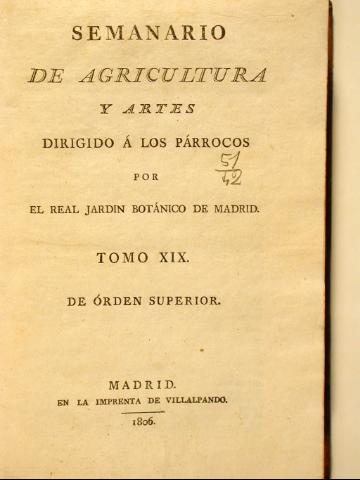 SEMANARIO
DE AGRICULTURA
Y ARTES
DIRIGIDO Á LOS PÁRROCOS
51
42
POR
EL REAL JARDIN BOTÁNICO DE MADRID.
TOMO XIX.
DE ÓRDEN SUPERIOR.
MADRID.
EN LA IMPRENTA DE VILLALPANDO.
1806.